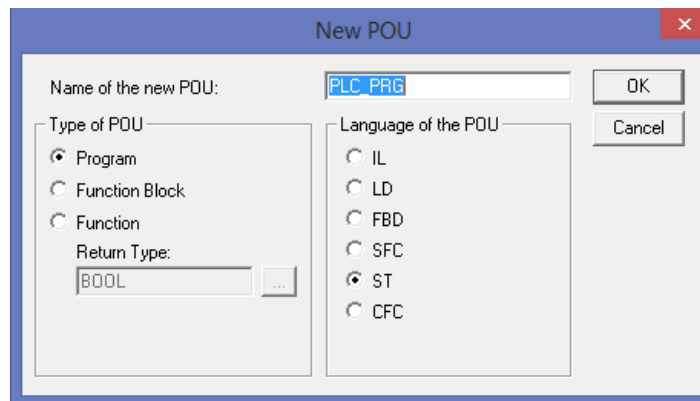 New POU
Name of the new POU:
PLC_PRG
OK
Cancel
Type of POU
Program
Function Block
Function
Return Type:
BOOL
...
Language of the POU
IL
LD
FBD
SFC
ST
CFC